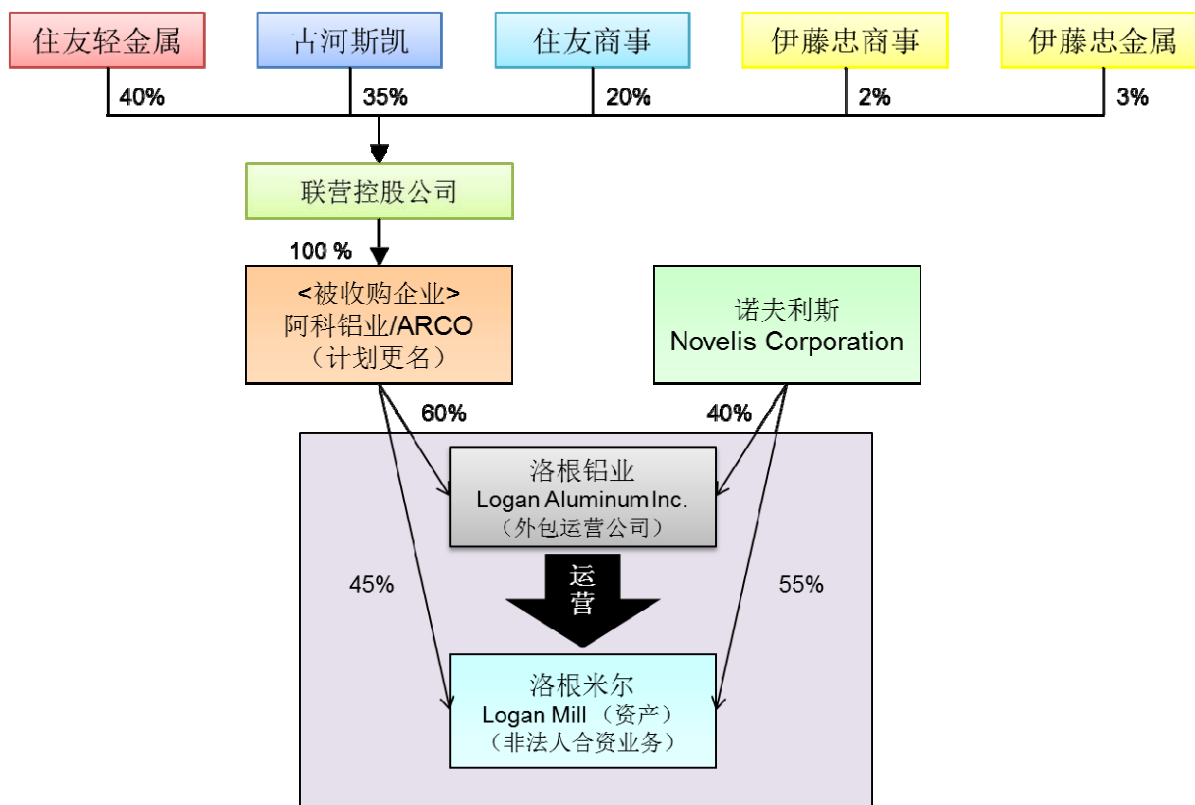 住友轻金属
古河斯凯
住友商事
伊藤忠商事
伊藤忠金属
40%
35%
20%
2%
3%
联营控股公司
100 %
<被收购企业>
阿科铝业/ARCO
（计划更名）
诺夫利斯
Novelis Corporation
60%
40%
洛根铝业
Logan Aluminum Inc.
（外包运营公司）
45%
运
营
55%
洛根米尔
Logan Mill （资产）
（非法人合资业务）